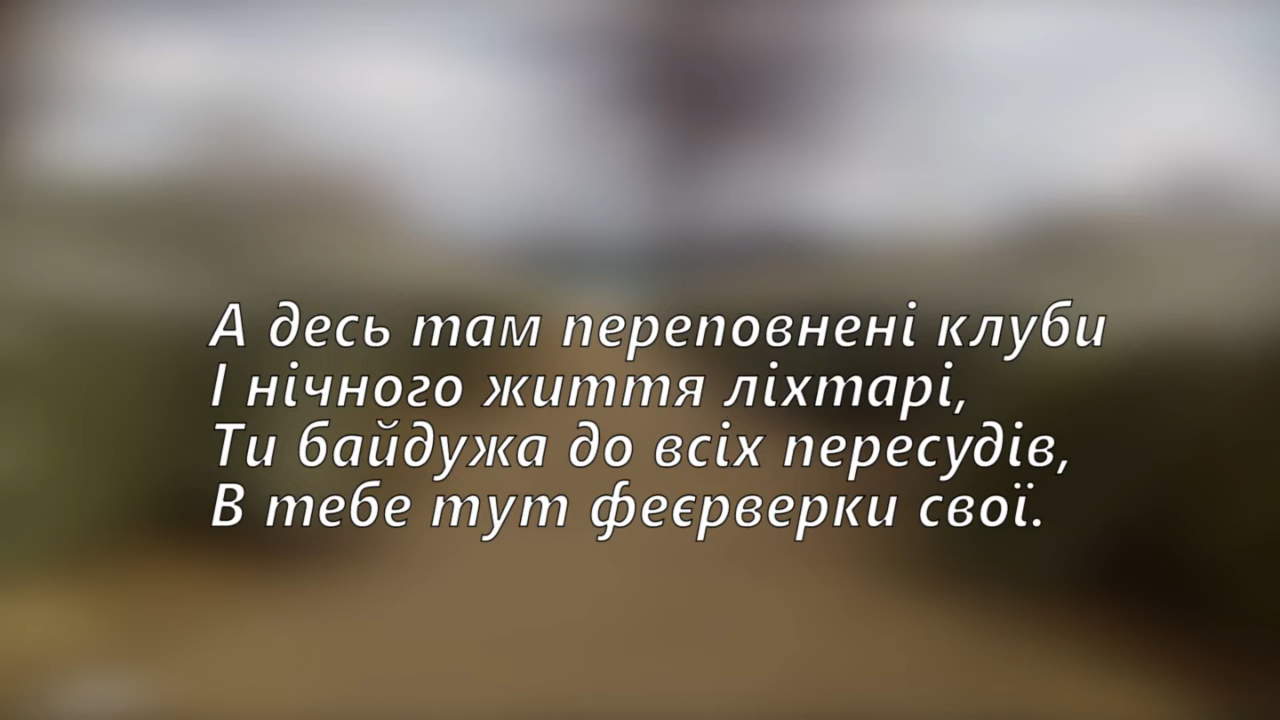 А десь там переповнені клуби
І нічного життя ліхтарі,
Ти байдужа до всіх пересудів,
В тебе тут феєрверки свої.